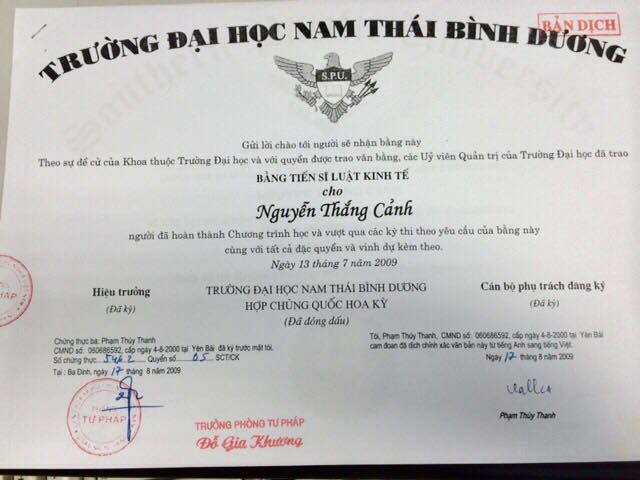 BẢN DỊCH
TRƯỜNG ĐẠI HỌC NAM THÁI BÌNH DƯƠNG
S.P.U.
Gửi lời chào tới người sẽ nhận bằng này
Theo sự đề cử của Khoa thuộc Trường Đại học và với quyền được trao văn bằng, các Uỷ viên Quản trị của Trường Đại học đã trao
BẰNG TIẾN SĨ LUẬT KINH TẾ
cho
Nguyễn Thắng Cảnh
người đã hoàn thành Chương trình học và vượt qua các kỳ thi theo yêu cầu của bằng này
cùng với tất cả đặc quyền và vinh dự kèm theo.
Ngày 13 tháng 7 năm 2009
Hiệu trưởng
(Đã ký)
TRƯỜNG ĐẠI HỌC NAM THÁI BÌNH DƯƠNG
HỢP CHỦNG QUỐC HOA KỲ
(Đã đóng dấu)
Cán bộ phụ trách đăng ký
(Đã ký)
Chứng thực bà: Phạm Thúy Thanh
CMND số: 060686592, cấp ngày 4-8-2000 tại Yên Bái đã ký trước mặt tôi.
Số chứng thực 5462 Quyển số 05 SCT/CK
Tại: Ba Đình, ngày 17 / 8 năm 2009
Tôi, Phạm Thúy Thanh, CMND số: 060686592, cấp ngày 4-8-2000 tại Yên Bái
cam đoan đã dịch chính xác văn bản này từ tiếng Anh sang tiếng Việt.
Ngày 17 tháng 8 năm 2009
Phạm Thúy Thanh
PHÒNG
TƯ PHÁP
TRƯỞNG PHÒNG TƯ PHÁP
Đỗ Gia Khương
TƯ PHÁP